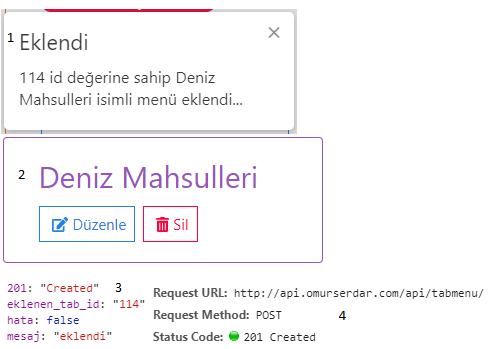 1 Eklendi ×
114 id değerine sahip Deniz
Mahsulleri isimli menü eklendi...
2 Deniz Mahsulleri
Düzenle Sil
201: "Created" 3
eklenen_tab_id: "114"
hata: false
mesaj: "eklendi"
Request URL: http://api.omurserdar.com/api/tabmenu/
Request Method: POST 4
Status Code: 201 Created